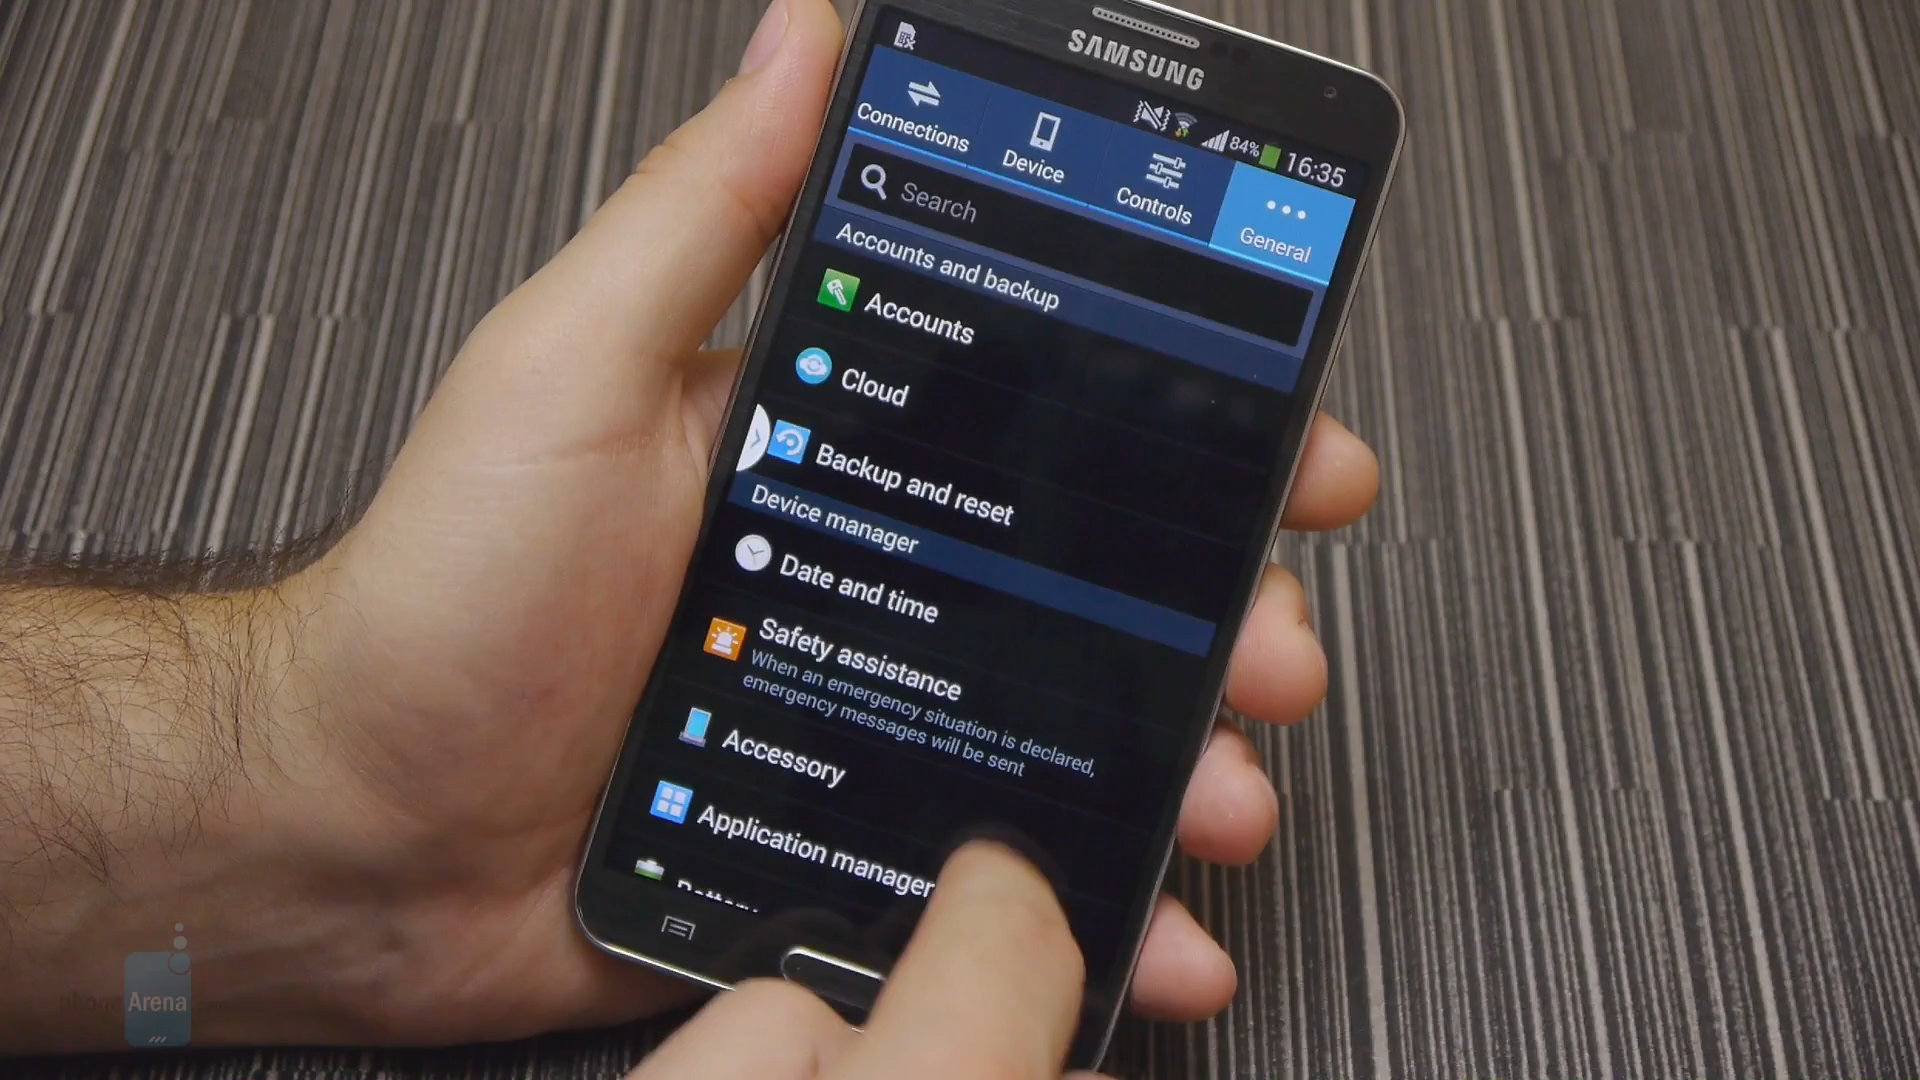 SAMSUNG
84% 16:35
Connections
Device
Controls
General
Search
Accounts and backup
Accounts
Cloud
Backup and reset
Device manager
Date and time
Safety assistance
When an emergency situation is declared,
emergency messages will be sent
Accessory
Application manager
Battery
phoneArena